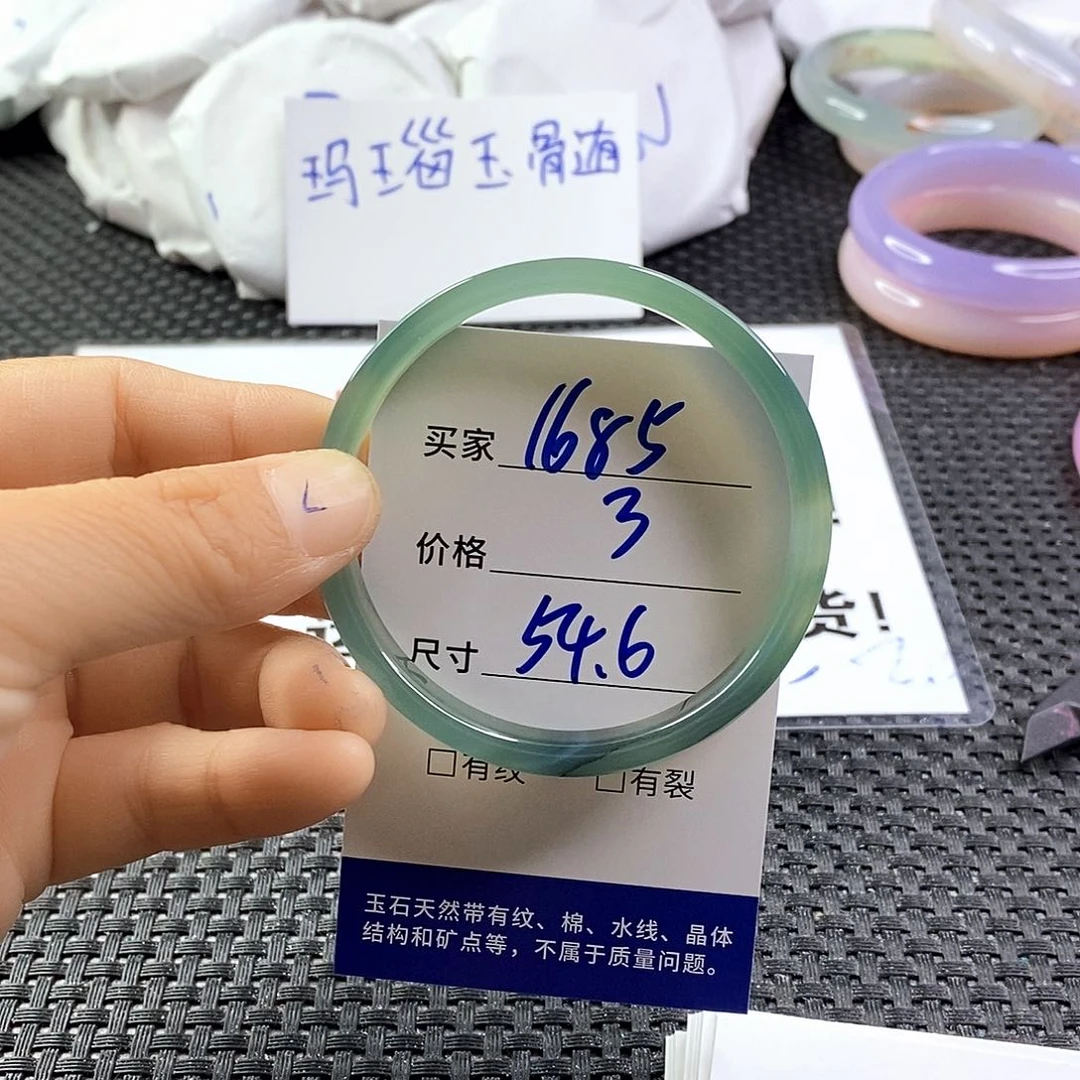 玛瑙玉骨髓
买家 1685
3
价格
尺寸 54.6
货！
□有纹 □有裂
玉石天然带有纹、棉、水线、晶体
结构和矿点等，不属于质量问题。